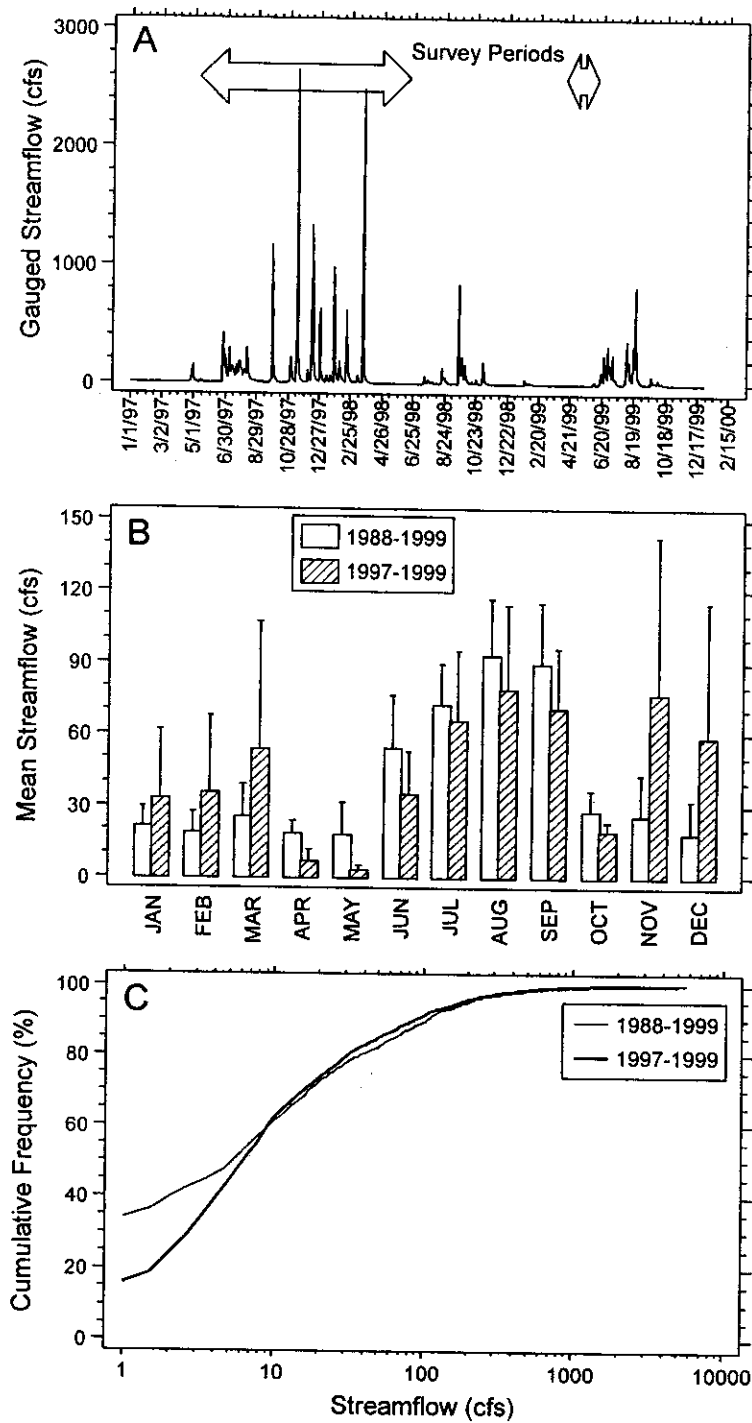 A
Survey Periods
Gauged Streamflow (cfs)
3000
2000
1000
0
1/1/97
3/2/97
5/1/97
6/30/97
8/29/97
10/28/97
12/27/97
2/25/98
4/26/98
6/25/98
8/24/98
10/23/98
12/22/98
2/20/99
4/21/99
6/20/99
8/19/99
10/18/99
12/17/99
2/15/00
B
1988-1999
1997-1999
Mean Streamflow (cfs)
150
120
90
60
30
0
JAN
FEB
MAR
APR
MAY
JUN
JUL
AUG
SEP
OCT
NOV
DEC
C
1988-1999
1997-1999
Cumulative Frequency (%)
100
80
60
40
20
0
1
10
100
1000
10000
Streamflow (cfs)